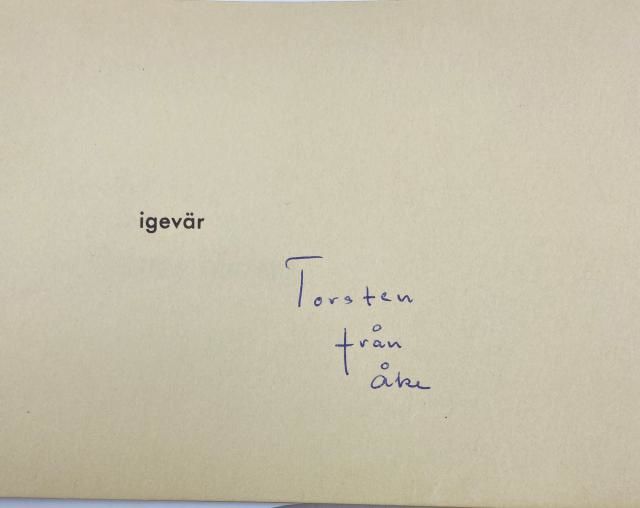 igevär
Torsten
från
åke